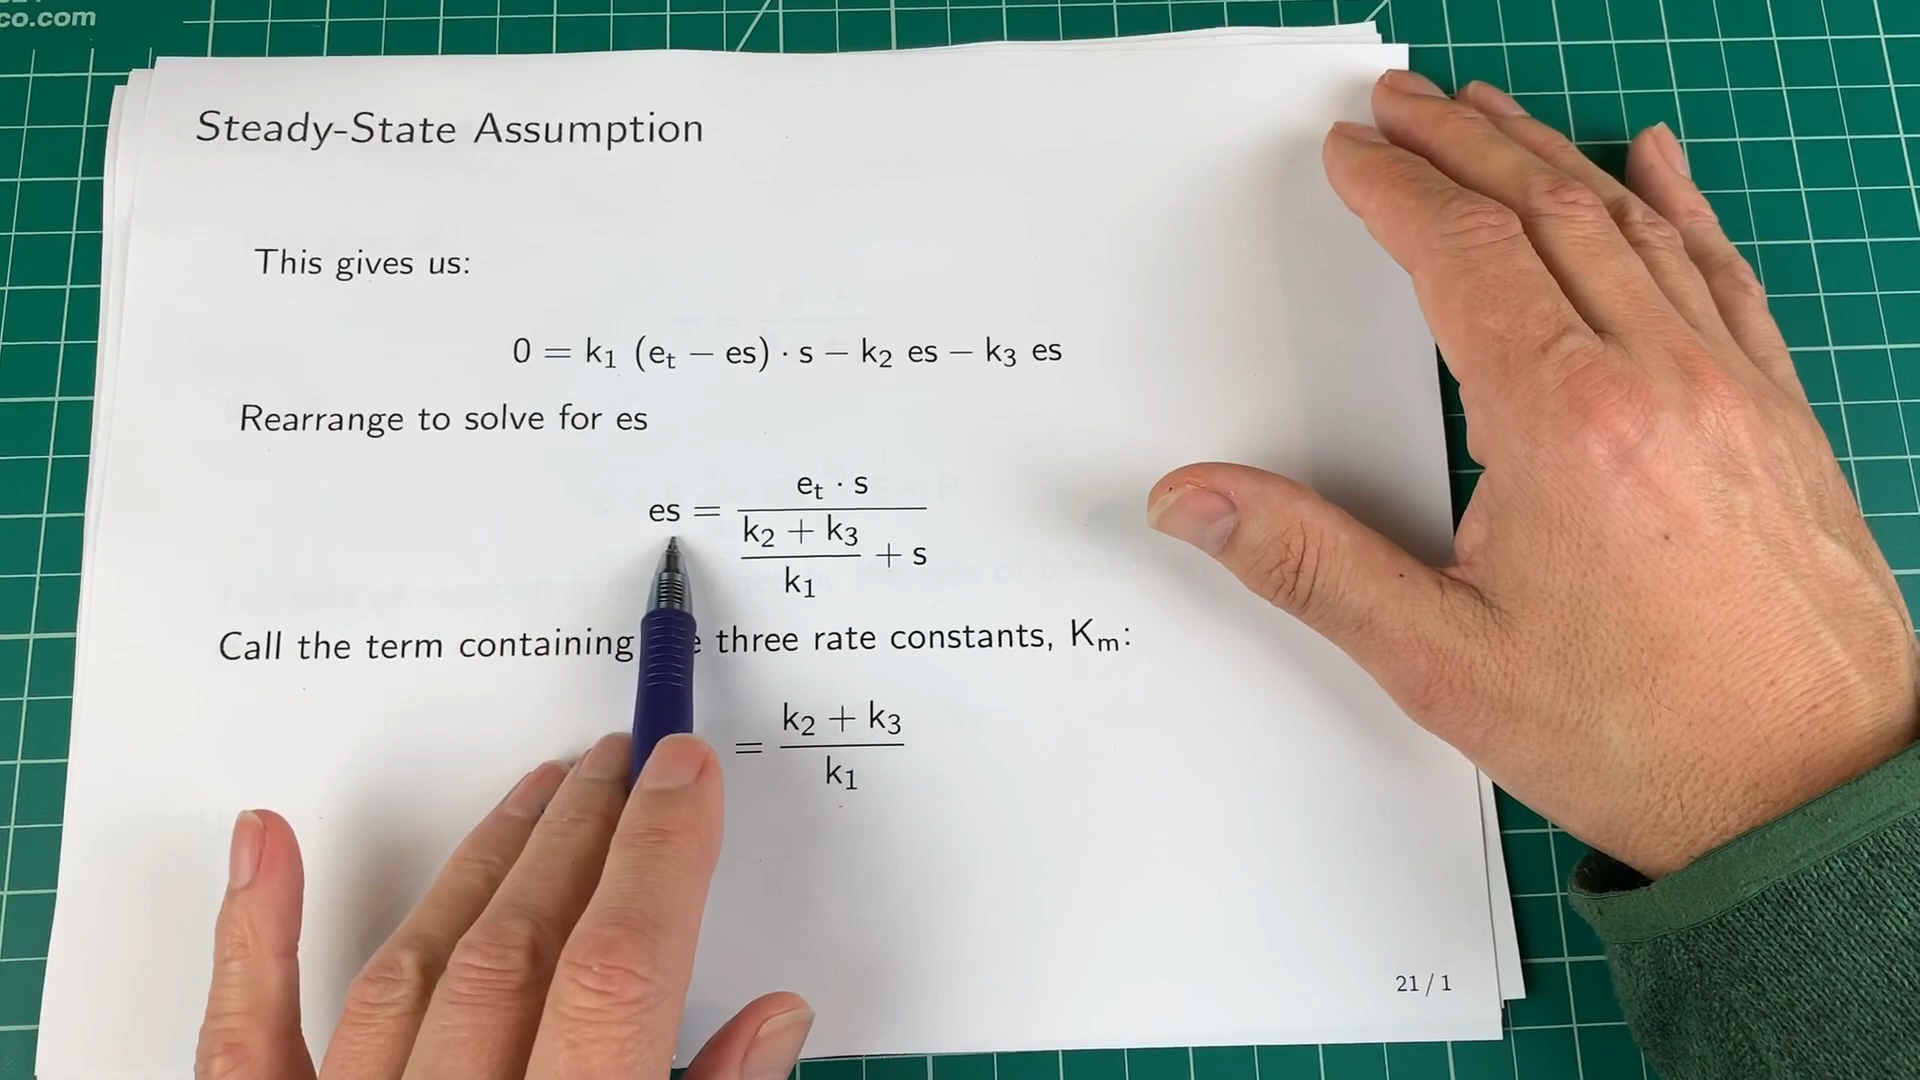 co.com
Steady-State Assumption
This gives us:
0 = k₁ (eₜ − es) · s − k₂ es − k₃ es
Rearrange to solve for es
es = eₜ · s / ((k₂ + k₃) / k₁ + s)
Call the term containing three rate constants, Kₘ:
= (k₂ + k₃) / k₁
21 / 1